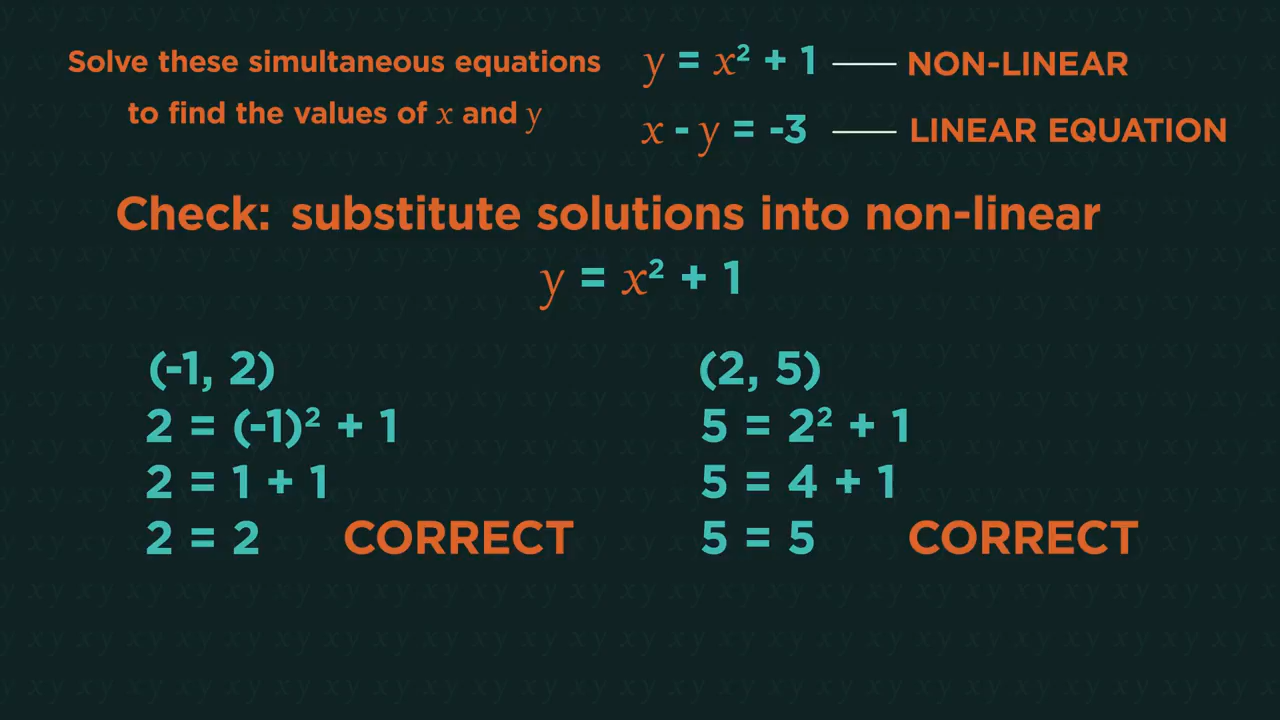 Solve these simultaneous equations
to find the values of x and y
y = x² + 1 NON-LINEAR
x - y = -3 LINEAR EQUATION
Check: substitute solutions into non-linear
y = x² + 1
(-1, 2)
2 = (-1)² + 1
2 = 1 + 1
2 = 2 CORRECT
(2, 5)
5 = 2² + 1
5 = 4 + 1
5 = 5 CORRECT